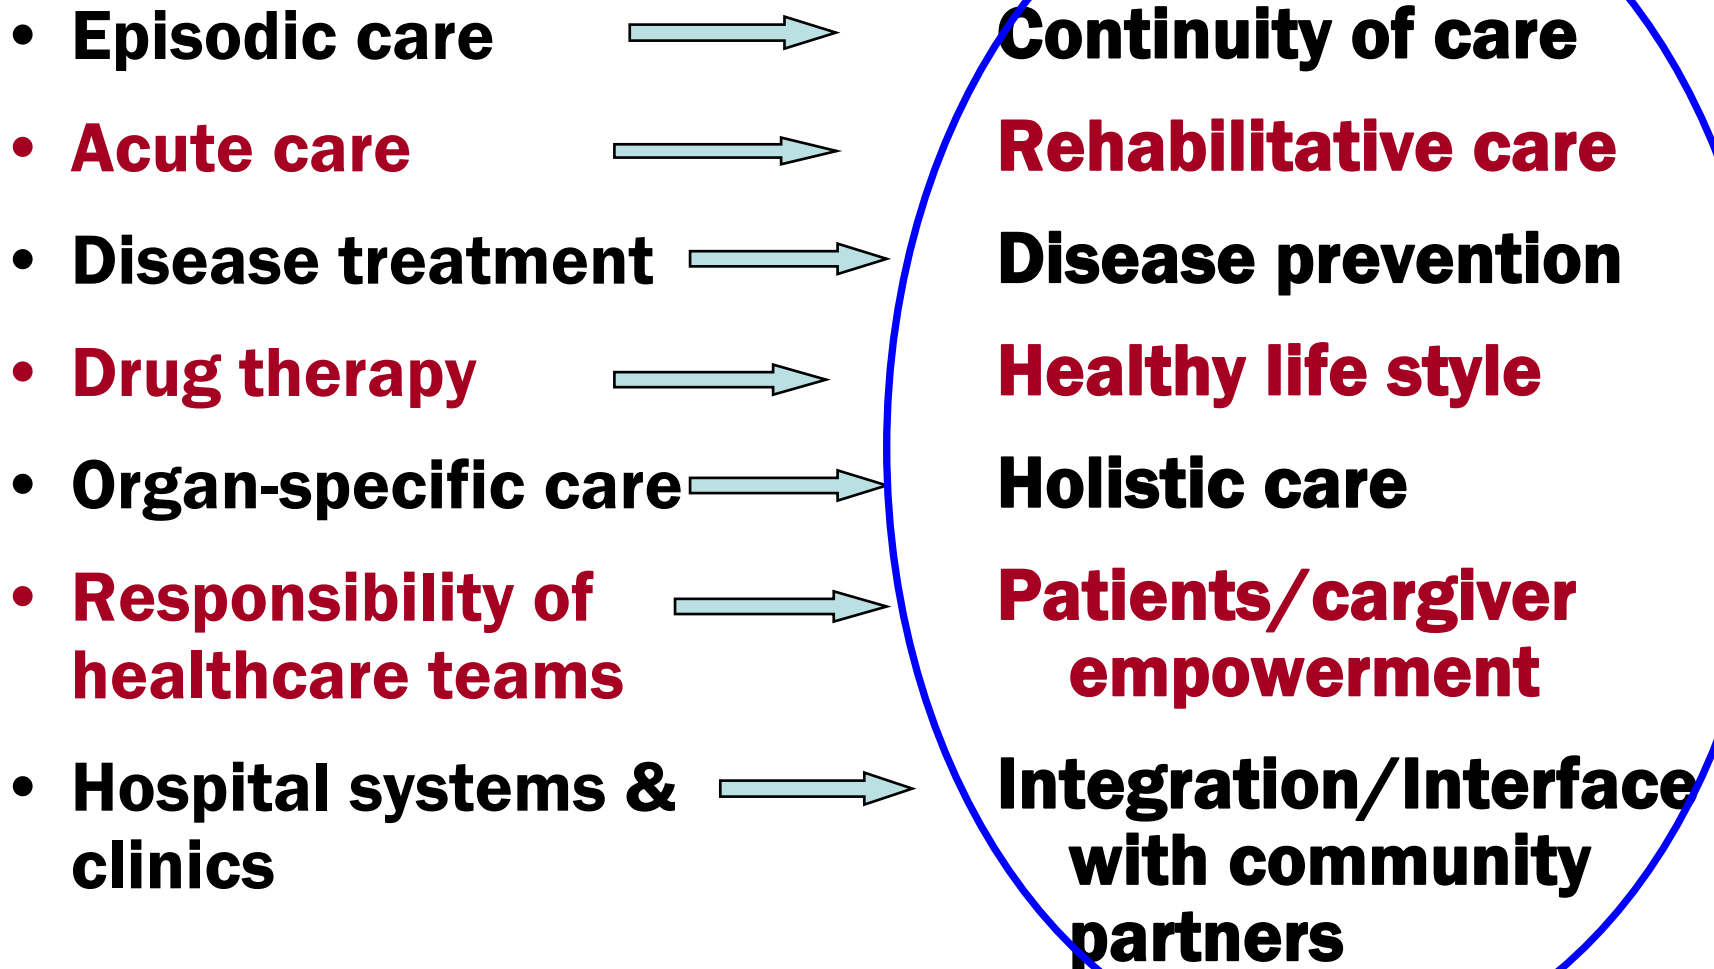 • Episodic care
Continuity of care
• Acute care
Rehabilitative care
• Disease treatment
Disease prevention
• Drug therapy
Healthy life style
• Organ-specific care
Holistic care
• Responsibility of
healthcare teams
Patients/cargiver
empowerment
• Hospital systems &
clinics
Integration/Interface
with community
partners